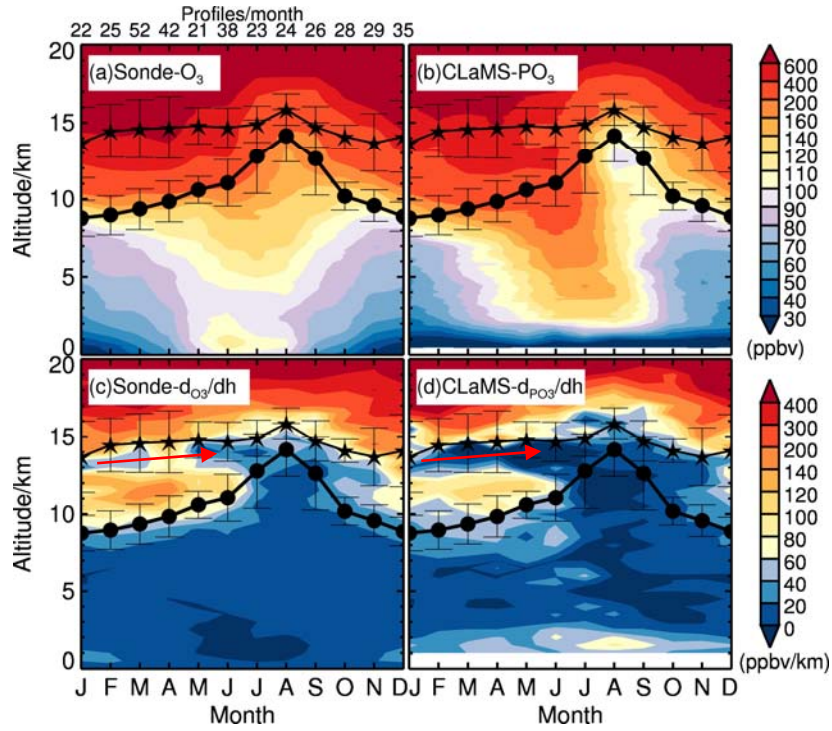 Profiles/month
22 25 52 42 21 38 23 24 26 28 29 35
20
(a)Sonde-O3
(b)CLaMS-PO3
15
10
5
0
Altitude/km
600
400
200
160
140
120
110
100
90
80
70
60
50
40
30
(ppbv)
20
(c)Sonde-dO3/dh
(d)CLaMS-dPO3/dh
15
10
5
0
Altitude/km
400
300
200
140
120
100
80
60
40
20
0
(ppbv/km)
J F M A M J J A S O N D
J F M A M J J A S O N D
Month
Month